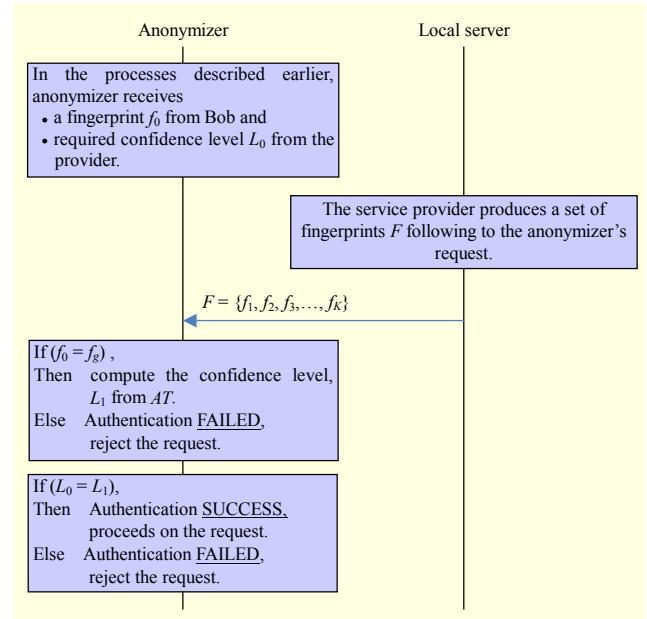 Anonymizer
Local server
In the processes described earlier,
anonymizer receives
• a fingerprint f0 from Bob and
• required confidence level L0 from the
provider.
The service provider produces a set of
fingerprints F following to the anonymizer's
request.
F = {f1, f2, f3,…, fK}
If (f0 = fg) ,
Then compute the confidence level,
L1 from AT.
Else Authentication FAILED,
reject the request.
If (L0 = L1),
Then Authentication SUCCESS,
proceeds on the request.
Else Authentication FAILED,
reject the request.